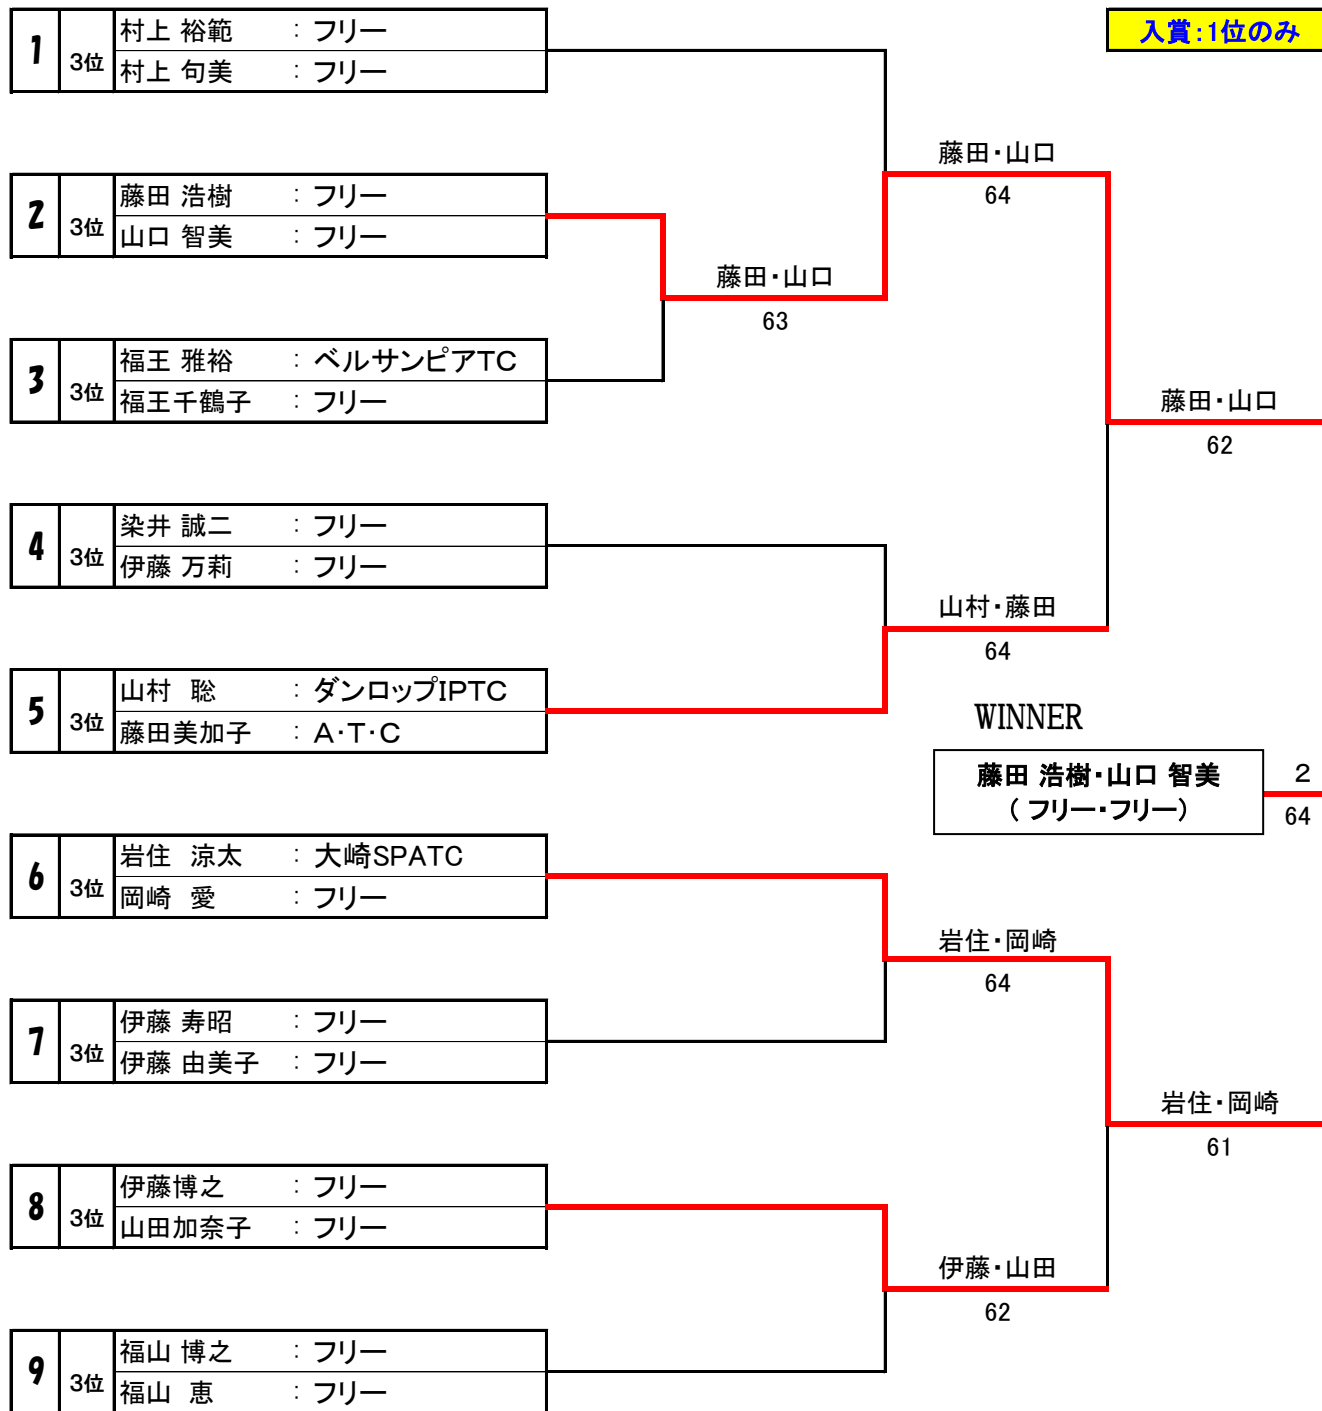 入賞:1位のみ
1 3位 村上 裕範 : フリー
村上 句美 : フリー
藤田・山口
64
2 3位 藤田 浩樹 : フリー
山口 智美 : フリー
藤田・山口
63
3 3位 福王 雅裕 : ベルサンピアTC
福王千鶴子 : フリー
藤田・山口
62
4 3位 染井 誠二 : フリー
伊藤 万莉 : フリー
山村・藤田
64
5 3位 山村 聡 : ダンロップIPTC
藤田美加子 : A・T・C
WINNER
藤田 浩樹・山口 智美
( フリー・フリー)
2
64
6 3位 岩住 涼太 : 大崎SPATC
岡崎 愛 : フリー
岩住・岡崎
64
7 3位 伊藤 寿昭 : フリー
伊藤 由美子 : フリー
岩住・岡崎
61
8 3位 伊藤博之 : フリー
山田加奈子 : フリー
伊藤・山田
62
9 3位 福山 博之 : フリー
福山 恵 : フリー